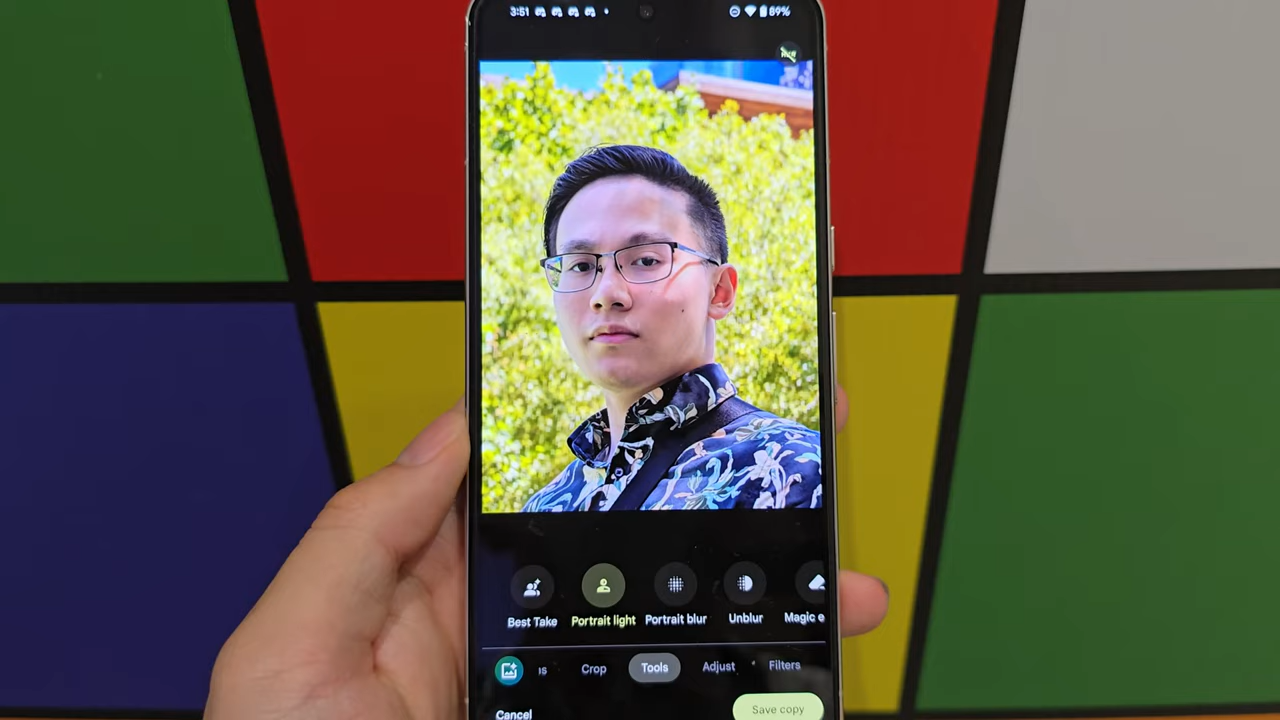 3:51 89%
Best Take Portrait light Portrait blur Unblur Magic e
Crop Tools Adjust Filters
Cancel Save copy